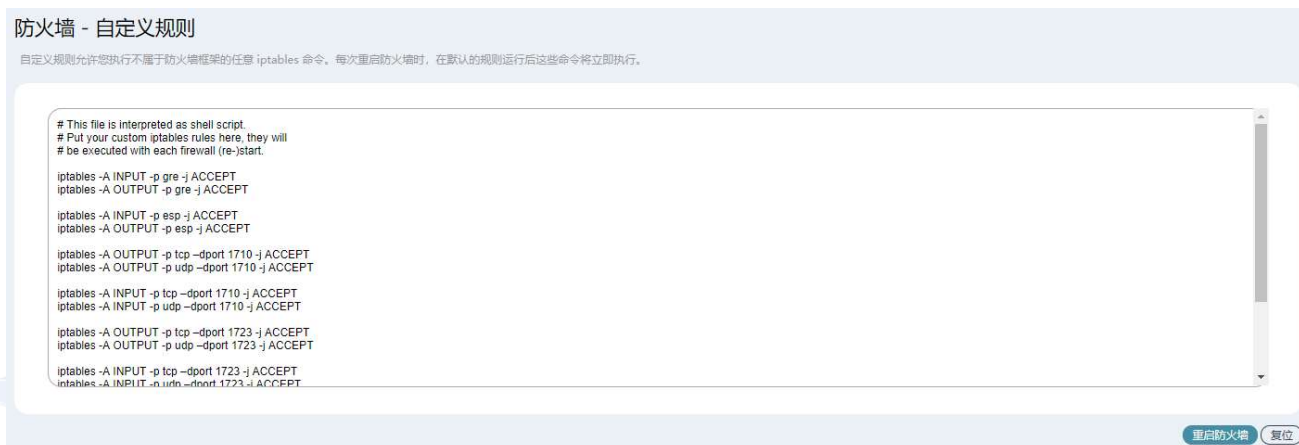 防火墙 - 自定义规则
自定义规则允许您执行不属于防火墙框架的任意 iptables 命令。每次重启防火墙时，在默认的规则运行后这些命令将立即执行。
# This file is interpreted as shell script.
# Put your custom iptables rules here, they will
# be executed with each firewall (re-)start.
iptables -A INPUT -p gre -j ACCEPT
iptables -A OUTPUT -p gre -j ACCEPT
iptables -A INPUT -p esp -j ACCEPT
iptables -A OUTPUT -p esp -j ACCEPT
iptables -A OUTPUT -p tcp –dport 1710 -j ACCEPT
iptables -A OUTPUT -p udp –dport 1710 -j ACCEPT
iptables -A INPUT -p tcp –dport 1710 -j ACCEPT
iptables -A INPUT -p udp –dport 1710 -j ACCEPT
iptables -A OUTPUT -p tcp –dport 1723 -j ACCEPT
iptables -A OUTPUT -p udp –dport 1723 -j ACCEPT
iptables -A INPUT -p tcp –dport 1723 -j ACCEPT
iptables -A INPUT -p udp –dport 1723 -j ACCEPT
重启防火墙 复位